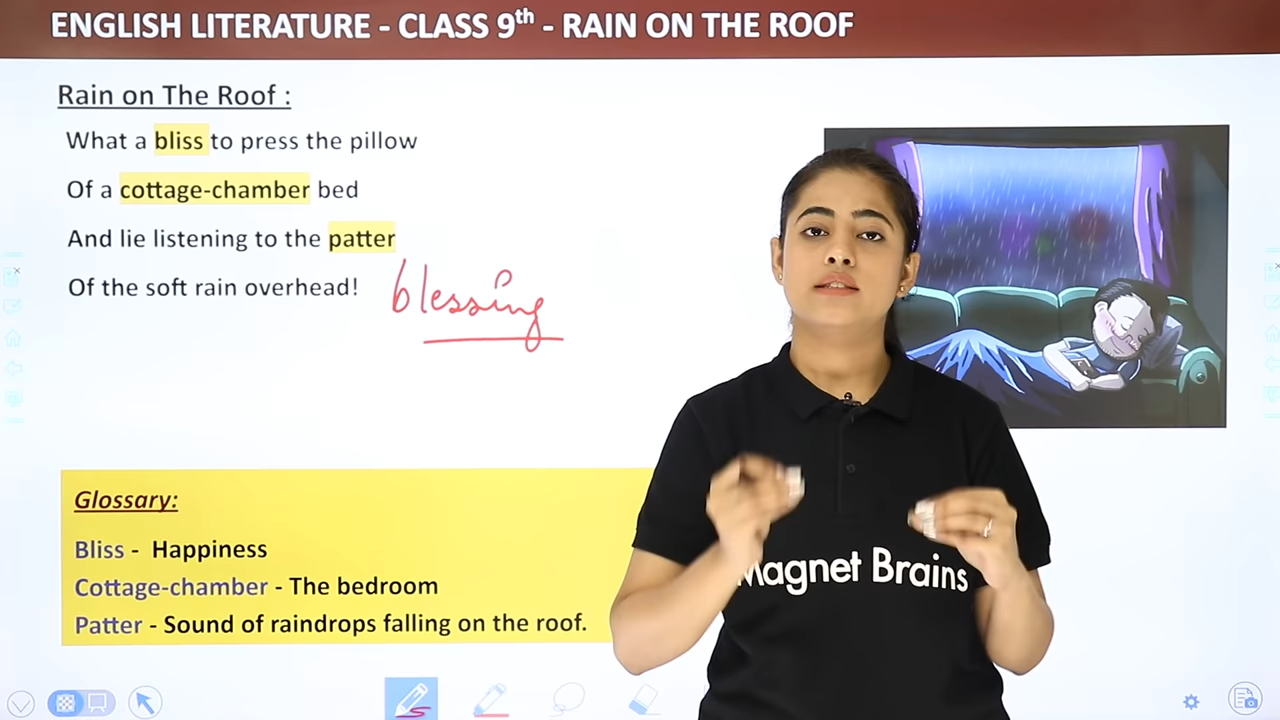 ENGLISH LITERATURE - CLASS 9th - RAIN ON THE ROOF
Rain on The Roof :
What a bliss to press the pillow
Of a cottage-chamber bed
And lie listening to the patter
Of the soft rain overhead!
blessing
Glossary:
Bliss - Happiness
Cottage-chamber - The bedroom
Patter - Sound of raindrops falling on the roof.
Magnet Brains